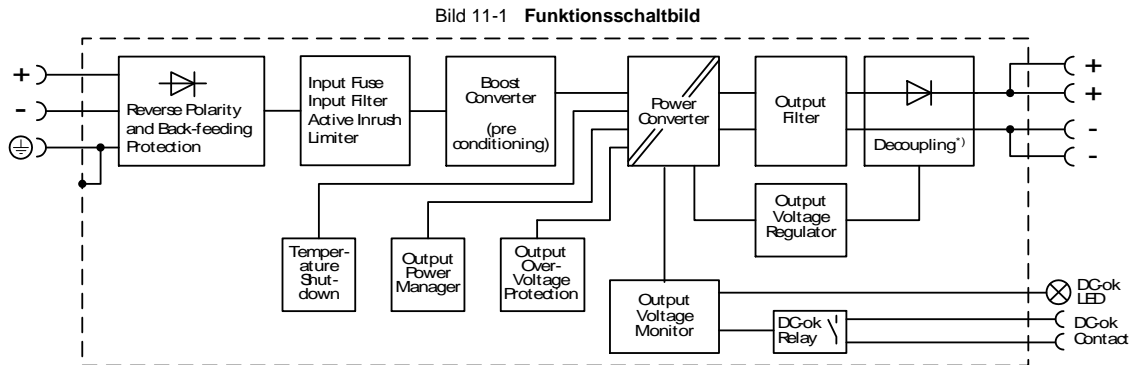 Bild 11-1 Funktionsschaltbild
+
-
Reverse Polarity
and Back-feeding
Protection
Input Fuse
Input Filter
Active Inrush
Limiter
Boost
Converter
(pre
conditioning)
Power
Converter
Output
Filter
Decoupling*)
+
+
-
-
Output
Voltage
Regulator
Temper-
ature
Shut-
down
Output
Power
Manager
Output
Over-
Voltage
Protection
Output
Voltage
Monitor
DC-ok
Relay
DC-ok
LED
DC-ok
Contact